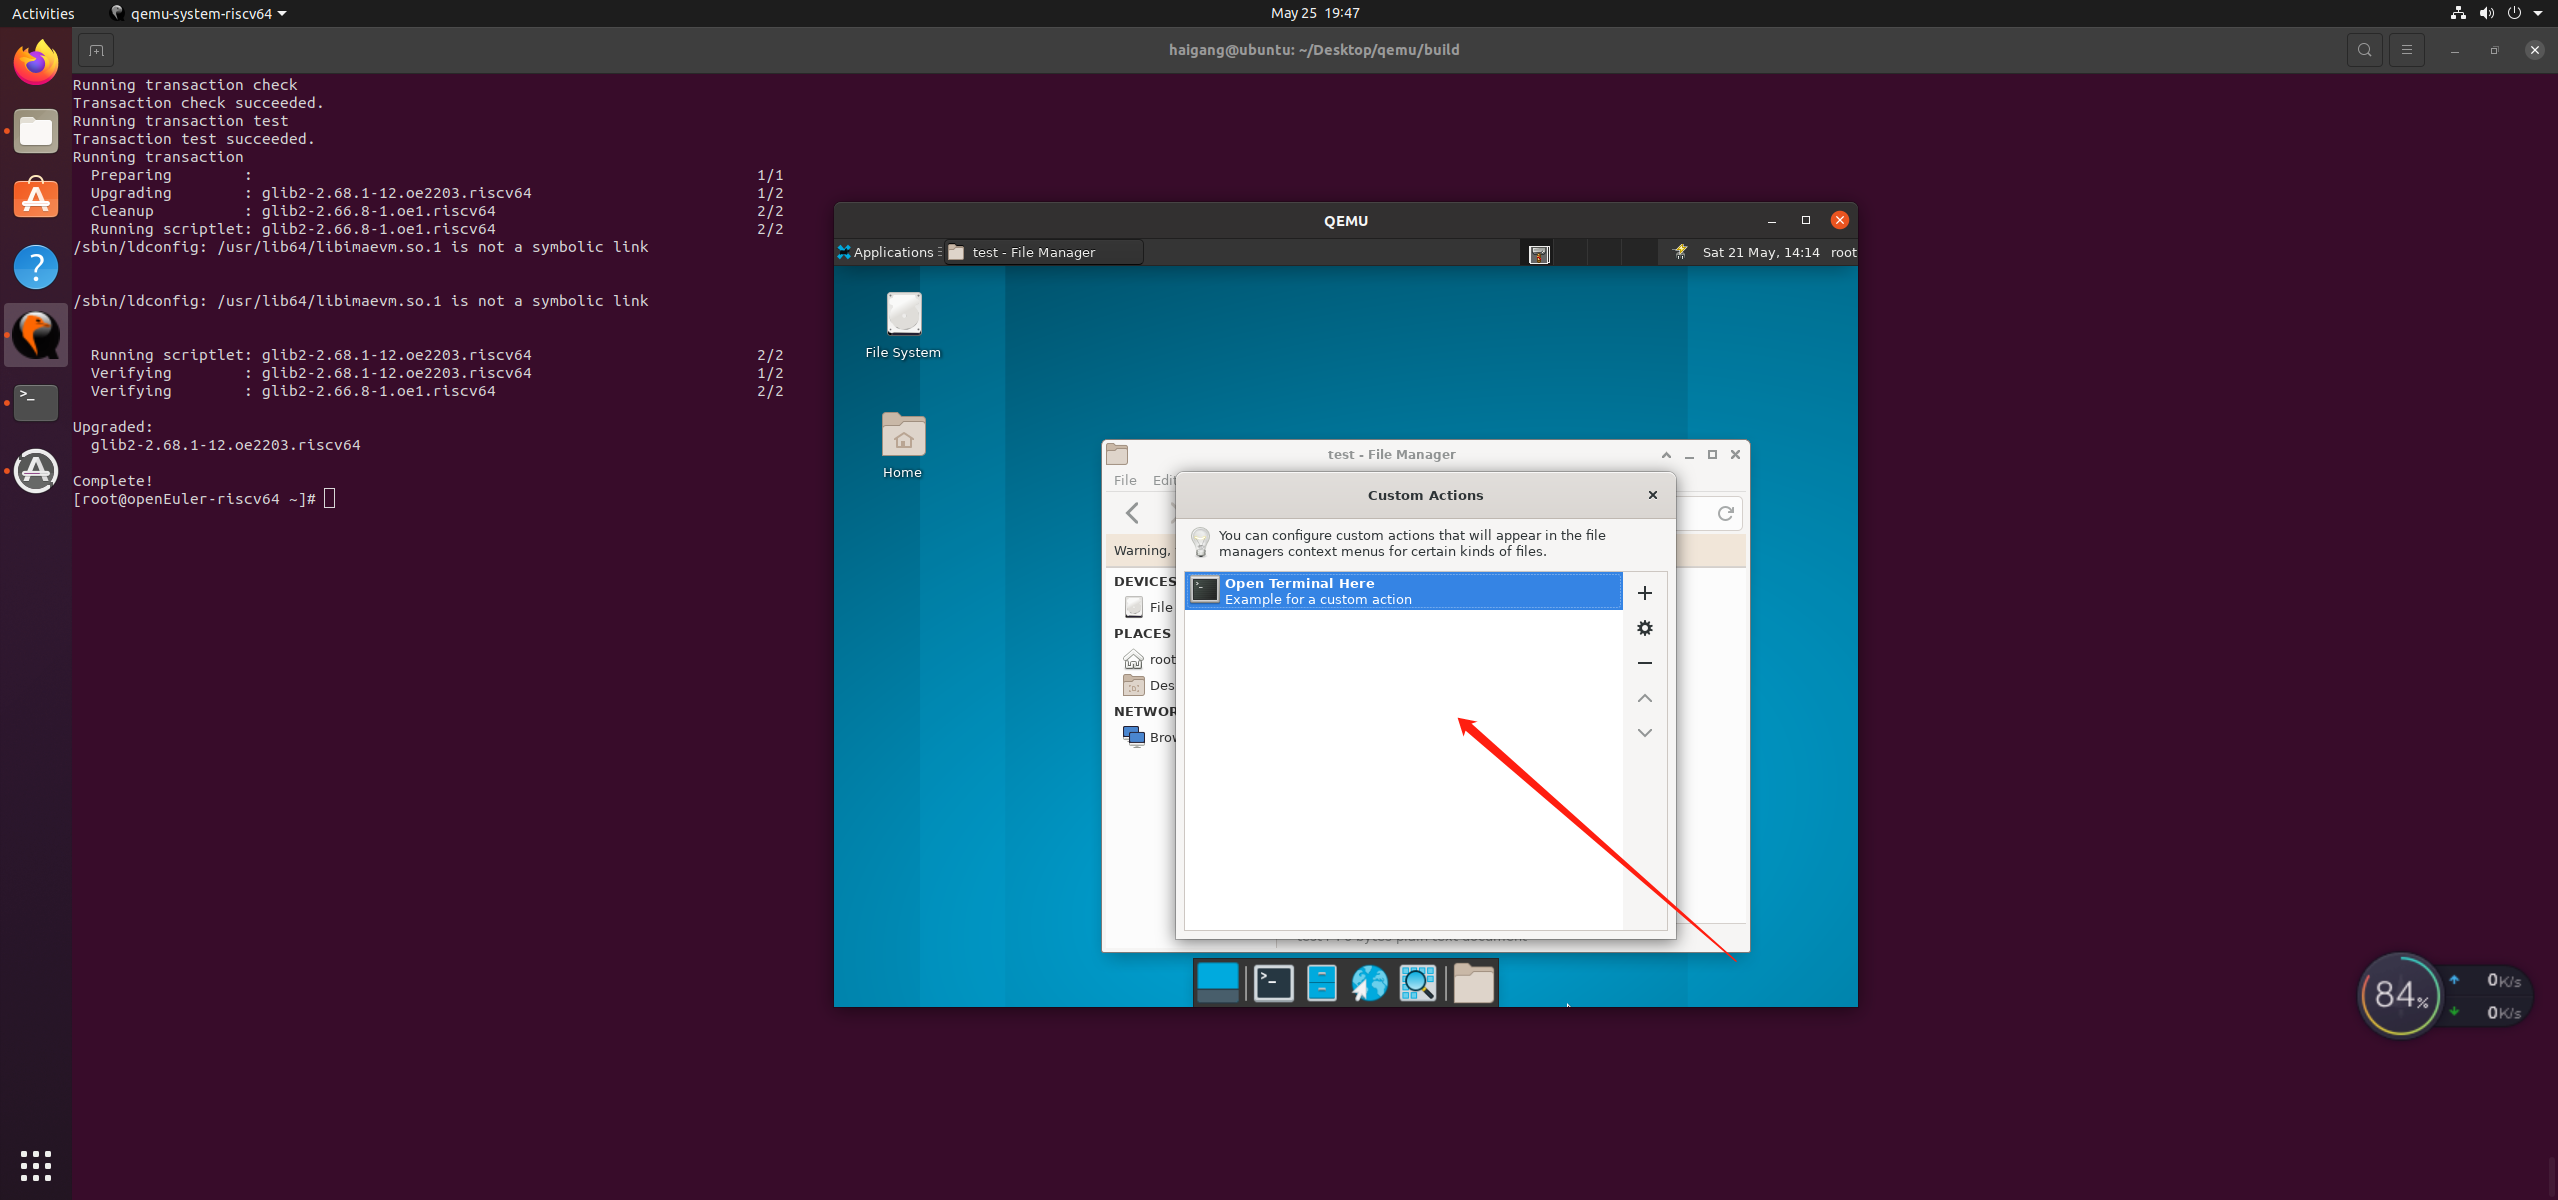 Activities
qemu-system-riscv64
May 25 19:47
haigang@ubuntu: ~/Desktop/qemu/build
Running transaction check
Transaction check succeeded.
Running transaction test
Transaction test succeeded.
Running transaction
Preparing : 1/1
Upgrading : glib2-2.68.1-12.oe2203.riscv64 1/2
Cleanup : glib2-2.66.8-1.oe1.riscv64 2/2
Running scriptlet: glib2-2.66.8-1.oe1.riscv64 2/2
/sbin/ldconfig: /usr/lib64/libimaevm.so.1 is not a symbolic link
/sbin/ldconfig: /usr/lib64/libimaevm.so.1 is not a symbolic link
Running scriptlet: glib2-2.68.1-12.oe2203.riscv64 2/2
Verifying : glib2-2.68.1-12.oe2203.riscv64 1/2
Verifying : glib2-2.66.8-1.oe1.riscv64 2/2
Upgraded:
glib2-2.68.1-12.oe2203.riscv64
Complete!
[root@openEuler-riscv64 ~]#
QEMU
Applications
test - File Manager
Sat 21 May, 14:14
root
File System
Home
test - File Manager
File
Edi
Custom Actions
You can configure custom actions that will appear in the file
managers context menus for certain kinds of files.
Warning,
Open Terminal Here
Example for a custom action
DEVICES
File
PLACES
root
Des
NETWOR
Brow
84%
0K/s
0K/s